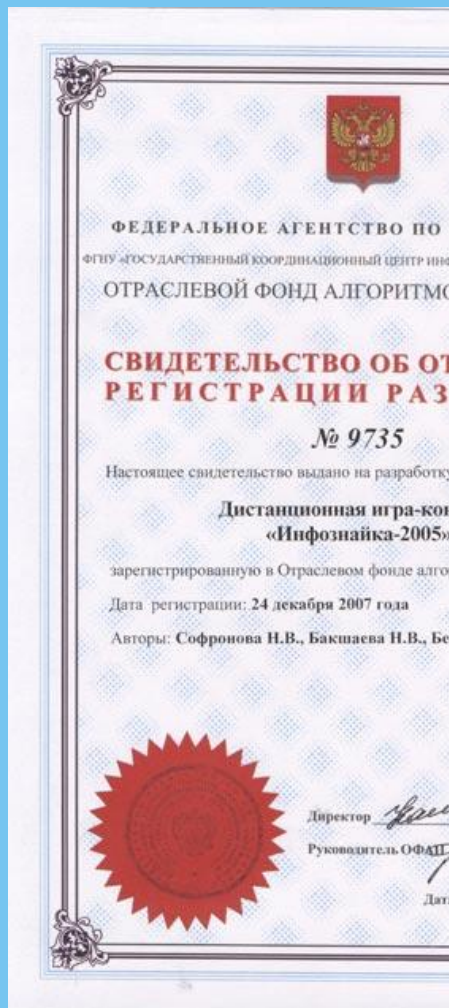 ФЕДЕРАЛЬНОЕ АГЕНТСТВО ПО
ФГНУ «ГОСУДАРСТВЕННЫЙ КООРДИНАЦИОННЫЙ ЦЕНТР ИНФ
ОТРАСЛЕВОЙ ФОНД АЛГОРИТМО
СВИДЕТЕЛЬСТВО ОБ ОТ
РЕГИСТРАЦИИ РАЗ
№ 9735
Настоящее свидетельство выдано на разработку
Дистанционная игра-кон
«Инфознайка-2005»
зарегистрированную в Отраслевом фонде алго
Дата регистрации: 24 декабря 2007 года
Авторы: Софронова Н.В., Бакшаева Н.В., Бе
Директор
Руководитель ОФАП
Дат